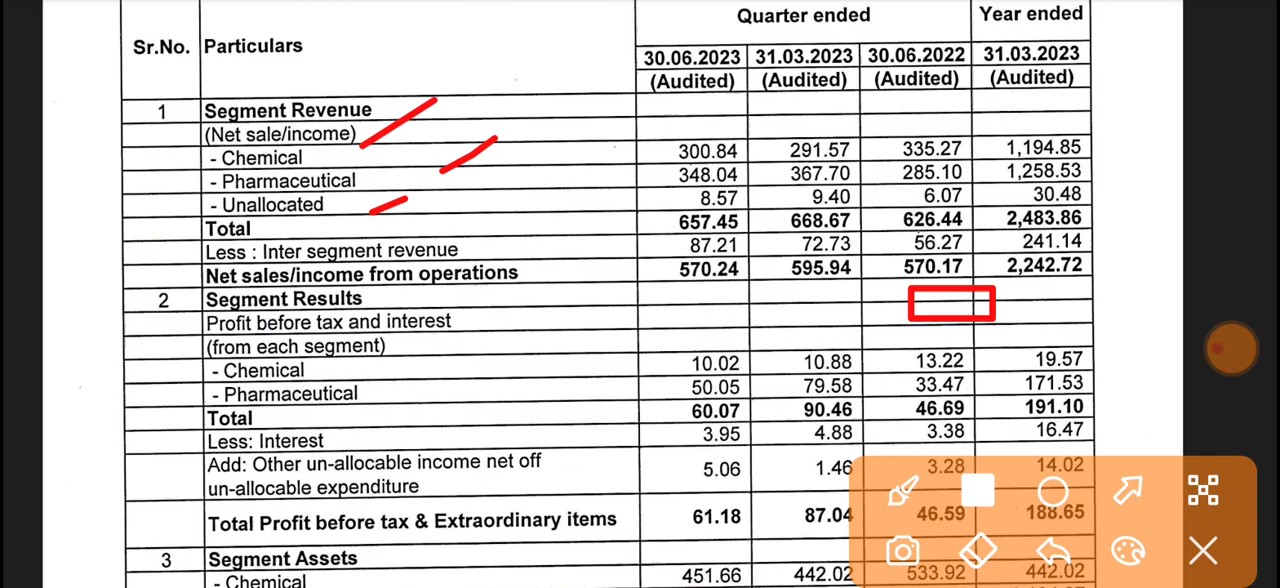 Quarter ended Year ended
Sr.No. Particulars
30.06.2023 31.03.2023 30.06.2022 31.03.2023
(Audited) (Audited) (Audited) (Audited)
1 Segment Revenue
(Net sale/income)
- Chemical 300.84 291.57 335.27 1,194.85
- Pharmaceutical 348.04 367.70 285.10 1,258.53
- Unallocated 8.57 9.40 6.07 30.48
Total 657.45 668.67 626.44 2,483.86
Less : Inter segment revenue 87.21 72.73 56.27 241.14
Net sales/income from operations 570.24 595.94 570.17 2,242.72
2 Segment Results
Profit before tax and interest
(from each segment)
- Chemical 10.02 10.88 13.22 19.57
- Pharmaceutical 50.05 79.58 33.47 171.53
Total 60.07 90.46 46.69 191.10
Less: Interest 3.95 4.88 3.38 16.47
Add: Other un-allocable income net off
un-allocable expenditure 5.06 1.46 3.28 14.02
Total Profit before tax & Extraordinary items 61.18 87.04 46.59 188.65
3 Segment Assets
- Chemical 451.66 442.02 533.92 442.02